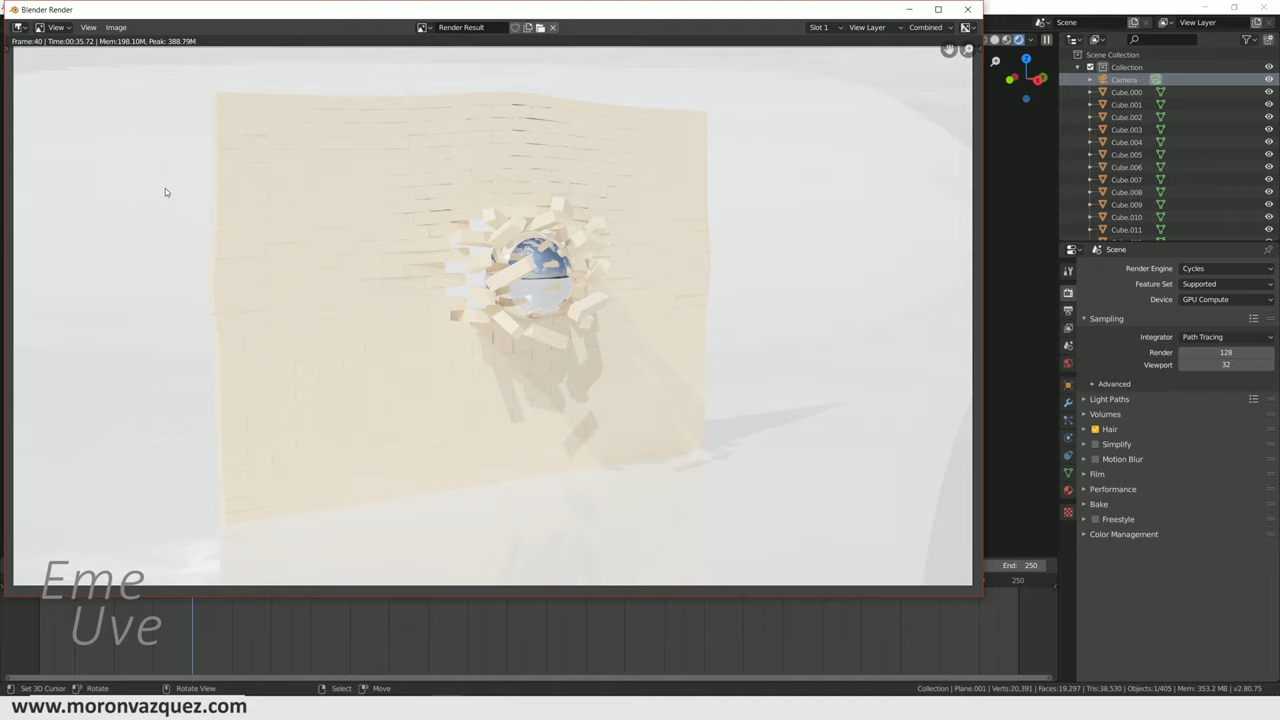 Blender Render
View View Image Render Result Slot 1 View Layer Combined
Frame:40 | Time:00:35.72 | Mem:198.10M, Peak: 388.79M
Scene View Layer
Scene Collection
Collection
Camera
Cube.000
Cube.001
Cube.002
Cube.003
Cube.004
Cube.005
Cube.006
Cube.007
Cube.008
Cube.009
Cube.010
Cube.011
Scene
Render Engine Cycles
Feature Set Supported
Device GPU Compute
Sampling
Integrator Path Tracing
Render 128
Viewport 32
Advanced
Light Paths
Volumes
Hair
Simplify
Motion Blur
Film
Performance
Bake
Freestyle
Color Management
End: 250
250
Eme
Uve
Set 3D Cursor Rotate Rotate View Select Move Collection | Plane.001 | Verts:20,391 | Faces:19,297 | Tris:38,530 | Objects:1/405 | Mem: 353.2 MB | v2.80.75
www.moronvazquez.com